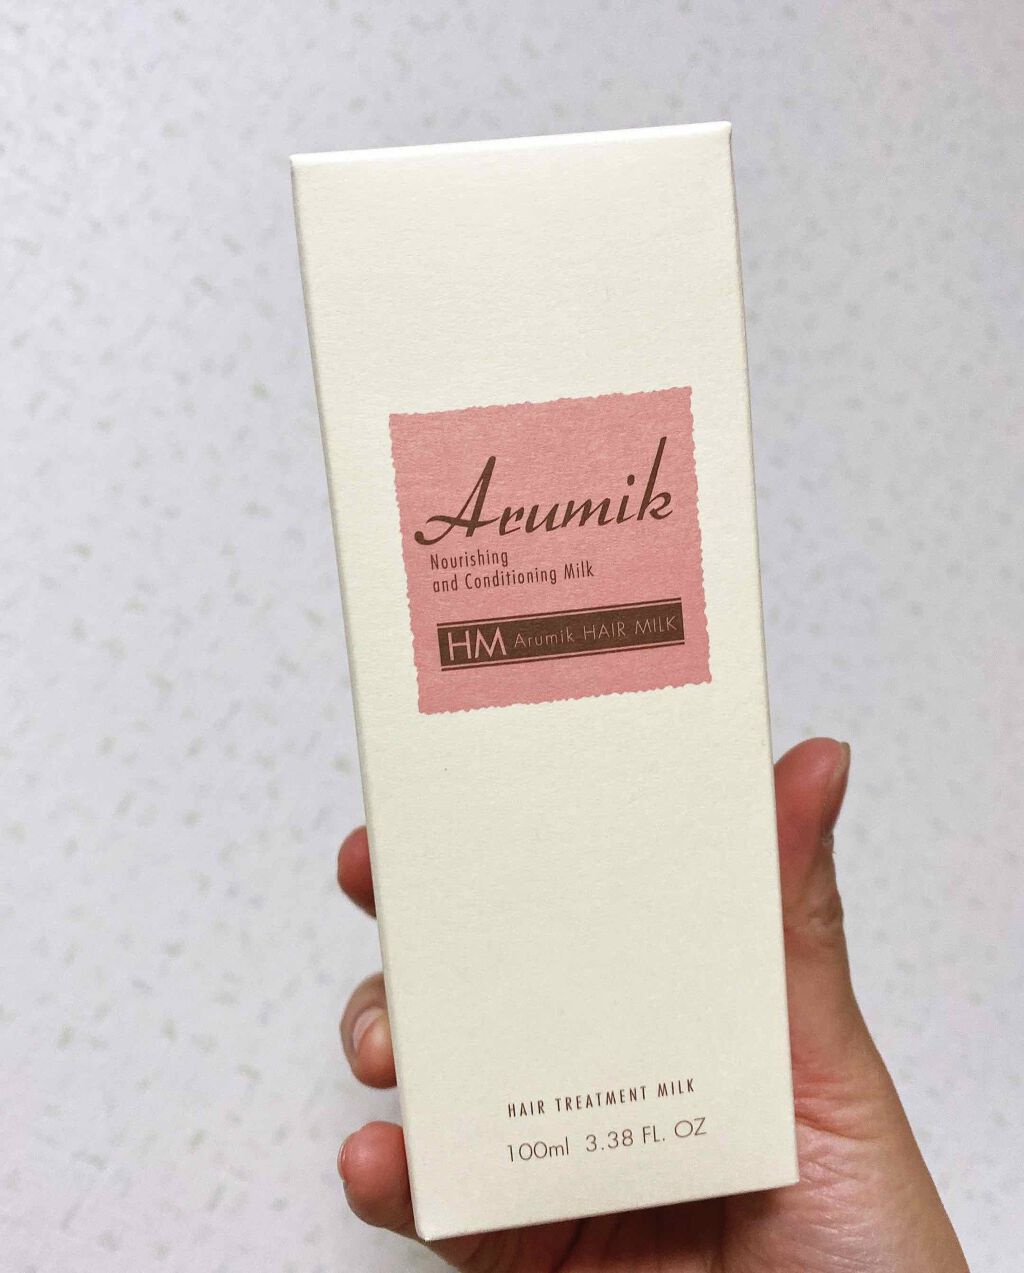 Arumik
Nourishing
and Conditioning Milk
HM Arumik HAIR MILK
HAIR TREATMENT MILK
100ml 3.38 FL. OZ